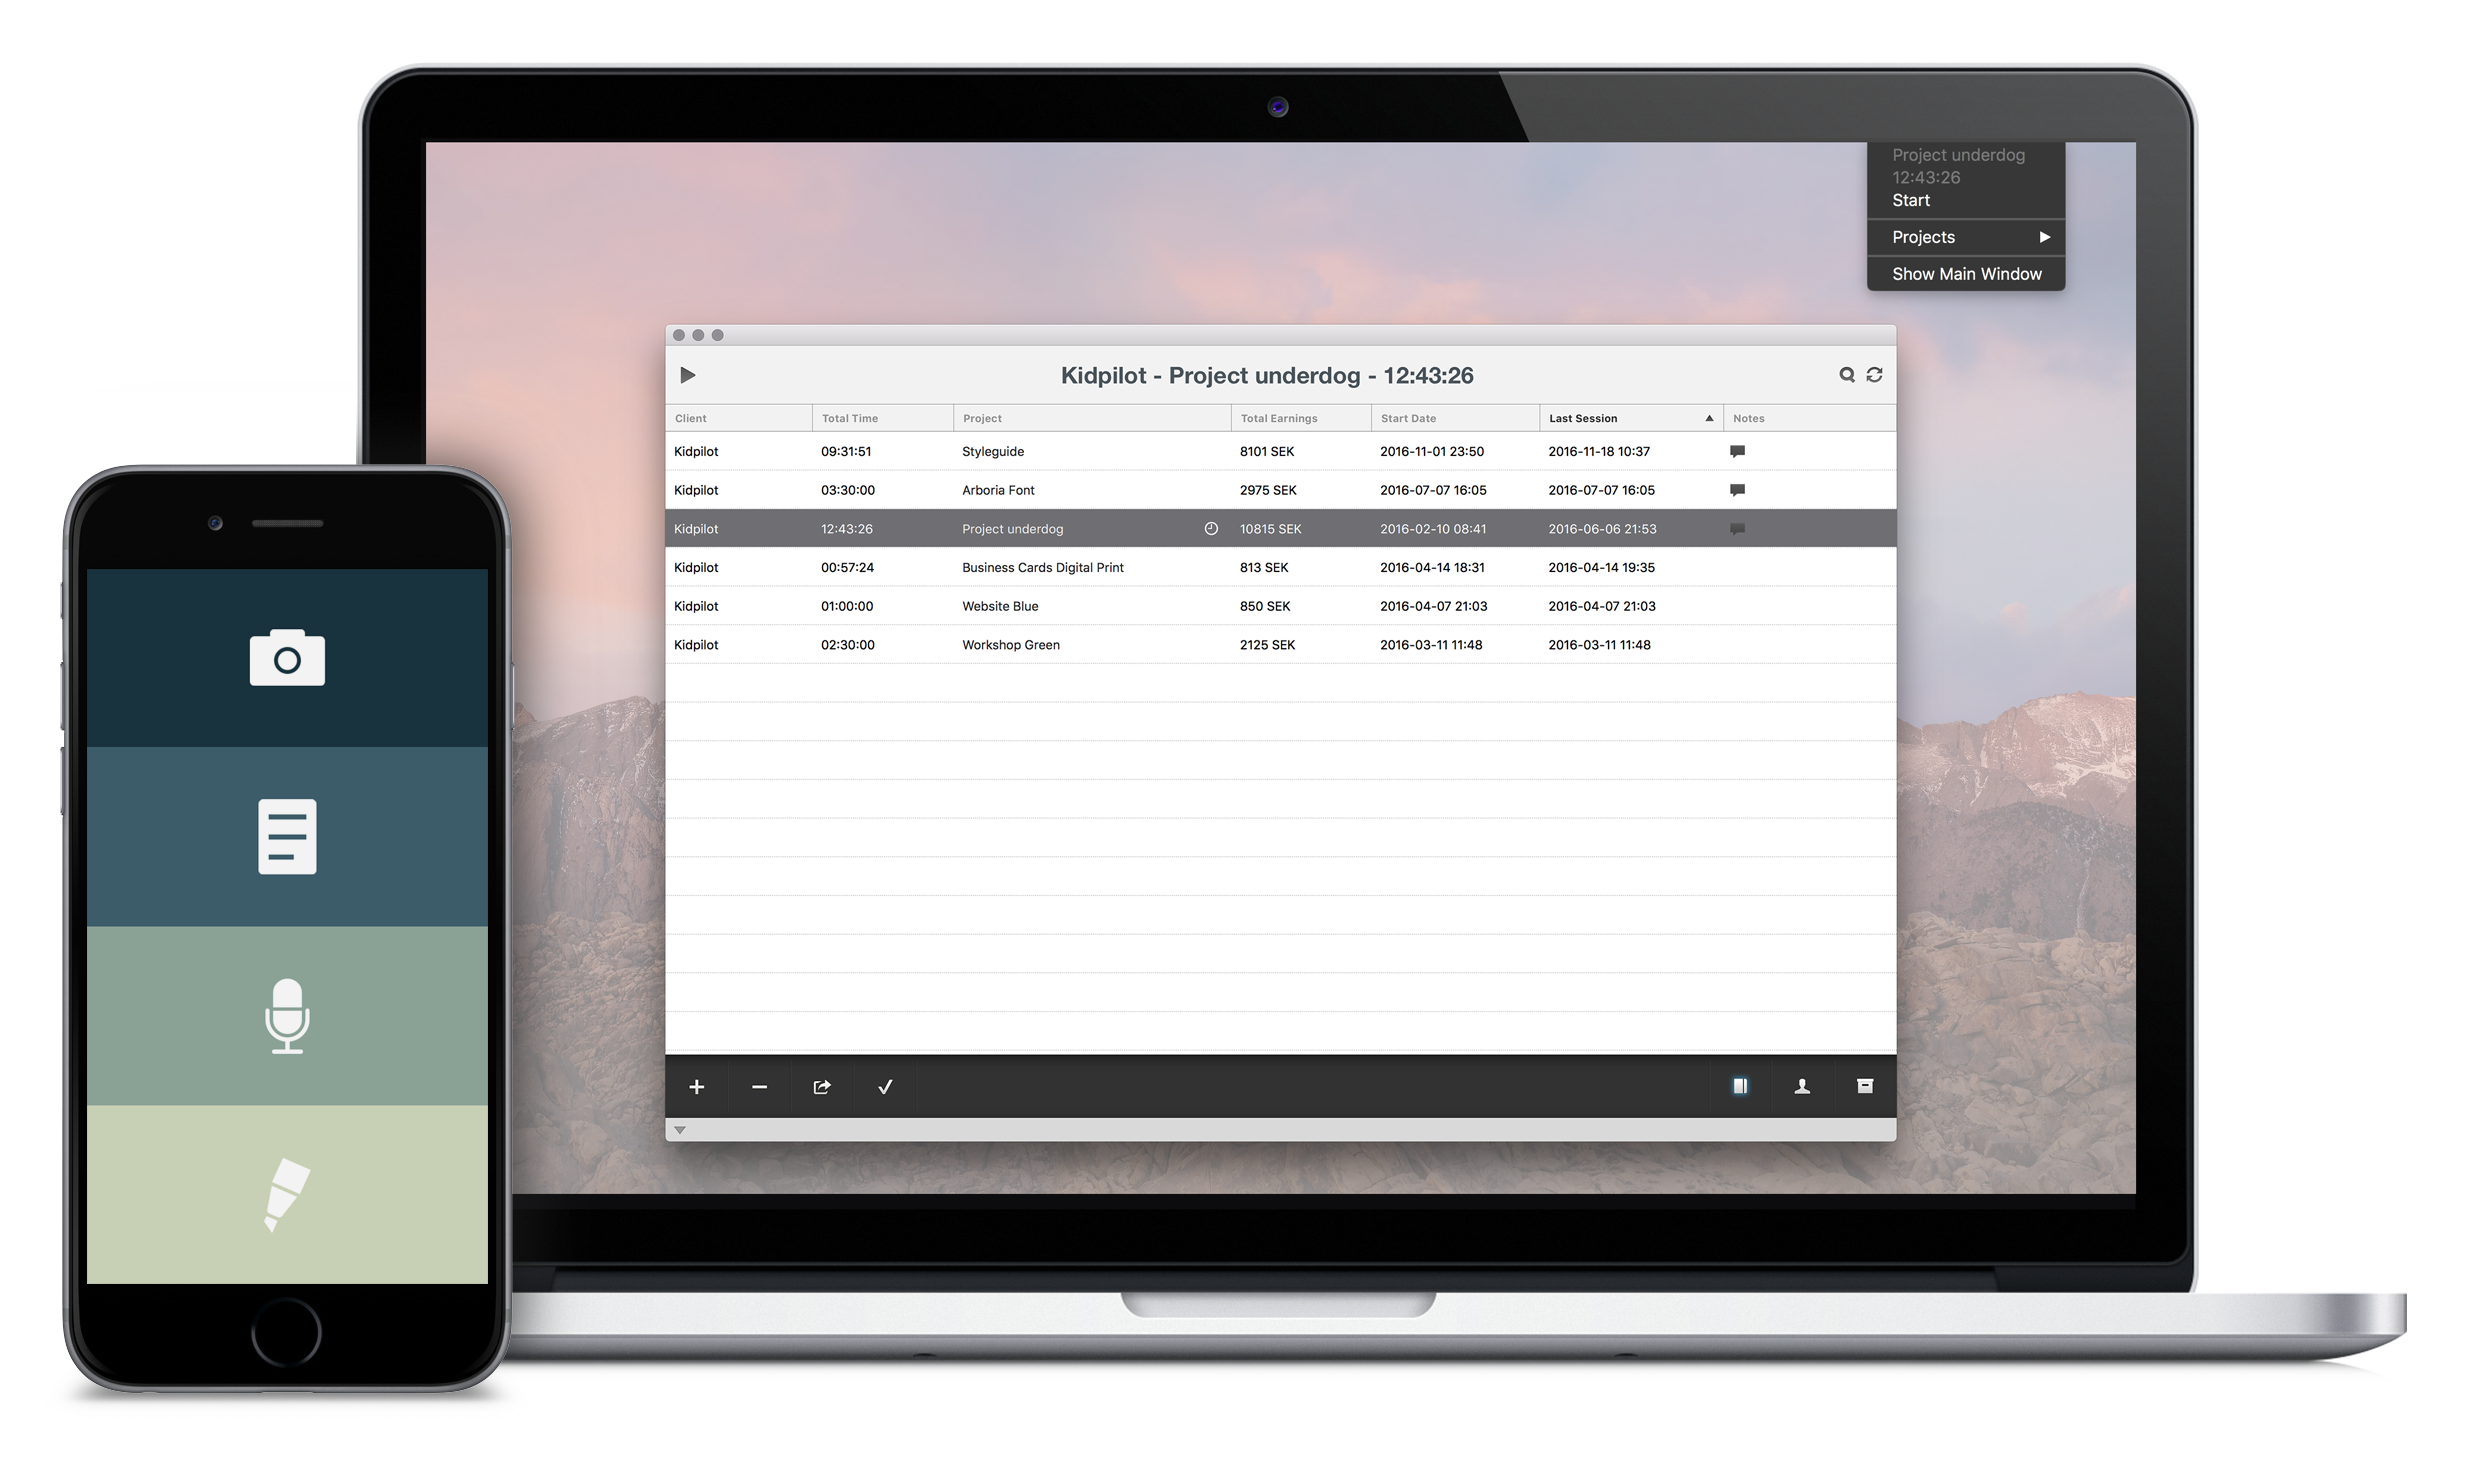 Project underdog
12:43:26
Start
Projects
Show Main Window
Kidpilot - Project underdog - 12:43:26
Client Total Time Project Total Earnings Start Date Last Session Notes
Kidpilot 09:31:51 Styleguide 8101 SEK 2016-11-01 23:50 2016-11-18 10:37
Kidpilot 03:30:00 Arboria Font 2975 SEK 2016-07-07 16:05 2016-07-07 16:05
Kidpilot 12:43:26 Project underdog 10815 SEK 2016-02-10 08:41 2016-06-06 21:53
Kidpilot 00:57:24 Business Cards Digital Print 813 SEK 2016-04-14 18:31 2016-04-14 19:35
Kidpilot 01:00:00 Website Blue 850 SEK 2016-04-07 21:03 2016-04-07 21:03
Kidpilot 02:30:00 Workshop Green 2125 SEK 2016-03-11 11:48 2016-03-11 11:48